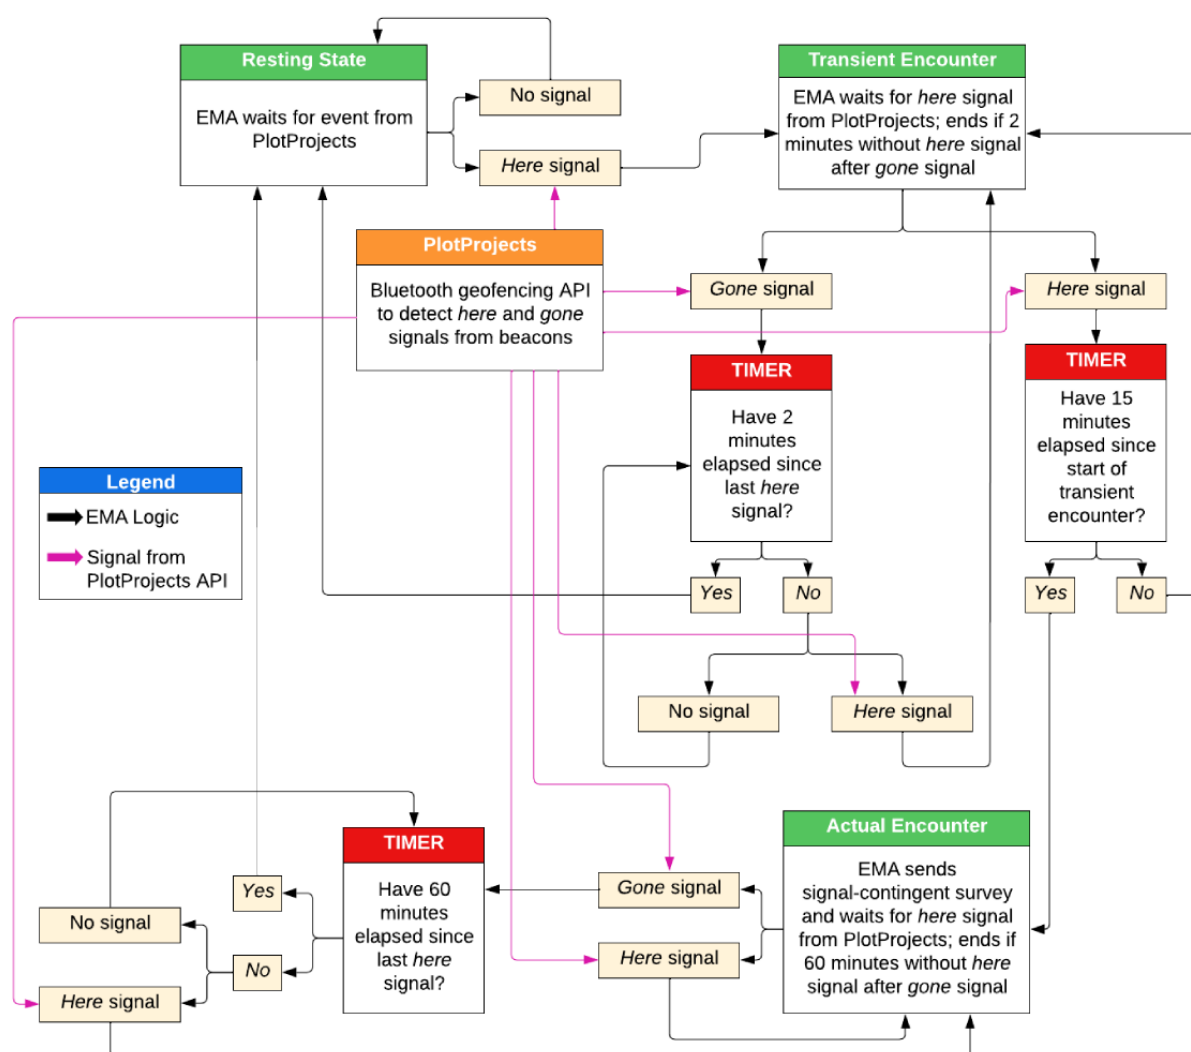 Resting State
EMA waits for event from
PlotProjects
No signal
Here signal
Transient Encounter
EMA waits for here signal
from PlotProjects; ends if 2
minutes without here signal
after gone signal
PlotProjects
Bluetooth geofencing API
to detect here and gone
signals from beacons
Gone signal
Here signal
TIMER
Have 2
minutes
elapsed since
last here
signal?
TIMER
Have 15
minutes
elapsed since
start of
transient
encounter?
Legend
EMA Logic
Signal from
PlotProjects API
Yes
No
Yes
No
No signal
Here signal
Actual Encounter
EMA sends
signal-contingent survey
and waits for here signal
from PlotProjects; ends if
60 minutes without here
signal after gone signal
Gone signal
Here signal
TIMER
Have 60
minutes
elapsed since
last here
signal?
Yes
No
No signal
Here signal